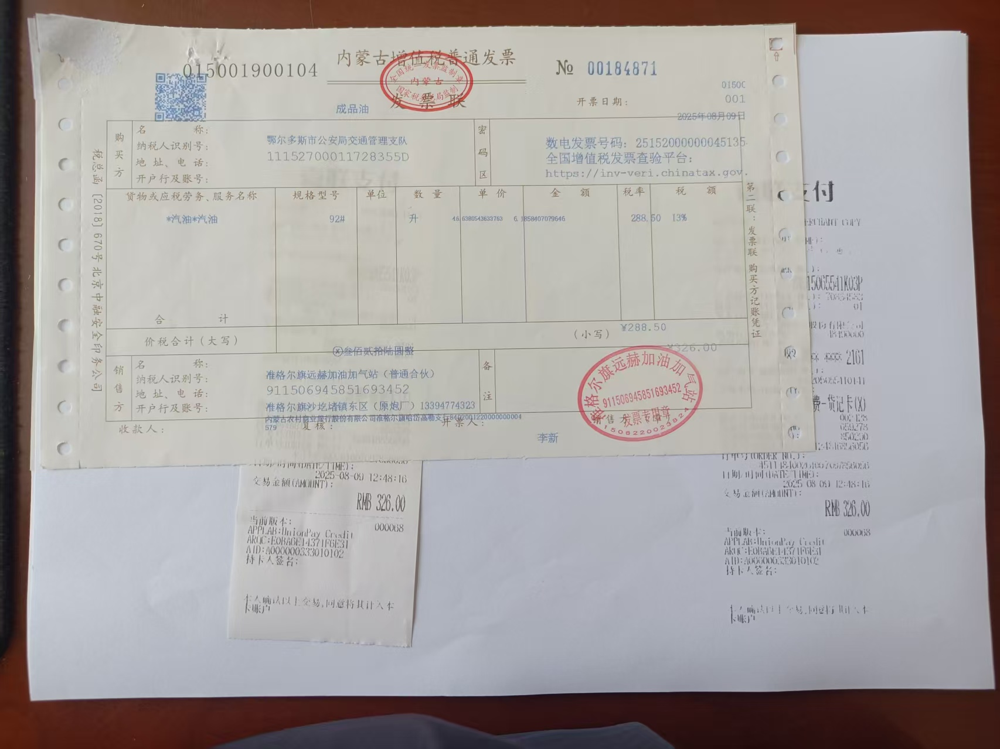 内蒙古增值税普通发票
015001900104
№ 00184871
全国统一发票监制章
内蒙古
国家税务总局监制
发票联
成品油
0150C
001
开票日期:
2025年08月09日
税总函〔2018〕670号北京中融安全印务公司
购买方
名 称:
鄂尔多斯市公安局交通管理支队
纳税人识别号:
11152700011728355D
地 址、电 话:
开户行及账号:
密码区
数电发票号码: 25152000000045135
全国增值税发票查验平台:
https://inv-veri.chinatax.gov.
货物或应税劳务、服务名称 规格型号 单位 数 量 单 价 金 额 税率 税 额
*汽油*汽油 92# 升 46.6380543633763 6.1858407079646 288.50 13%
合 计
¥288.50
价税合计(大写)
ⓧ叁佰贰拾陆圆整
(小写)
¥326.00
第二联:发票联 购买方记账凭证
销售方
名 称:
准格尔旗远赫加油加气站(普通合伙)
纳税人识别号:
911506945851693452
地 址、电 话:
准格尔旗沙圪堵镇东区(原炮厂)13394774323
开户行及账号:
内蒙古农村商业银行股份有限公司准格尔旗哈岱高勒支行8402001220000000004
579
备注
收款人:
复核:
开票人:
李新
销售方:(章)
准格尔旗远赫加油加气站
911506945851693452
发票专用章
1506220023824
日期/时间(DATE/TIME):
2025-08-09 12:48:16
交易金额(AMOUNT):
RMB 326.00
当前版本:
000068
APPLAB:UnionPay Credit
ARQC:E0BA6E14371F6E31
AID:A000000333010102
持卡人签名:
本人确认以上交易,同意将其计入本
卡账户
支付
MERCHANT COPY
15065541K03P
01
股份有限公司
48400000
2161
费-货记卡(X)
002128
659278
850290
订单号(ORDER NO.):
日期/时间(DATE/TIME):
2025-08-09 12:48:16
交易金额(AMOUNT):
RMB 326.00
当前版本:
000068
APPLAB:UnionPay Credit
ARQC:E0BA6E14371F6E31
AID:A000000333010102
持卡人签名:
本人确认以上交易,同意将其计入本
卡账户